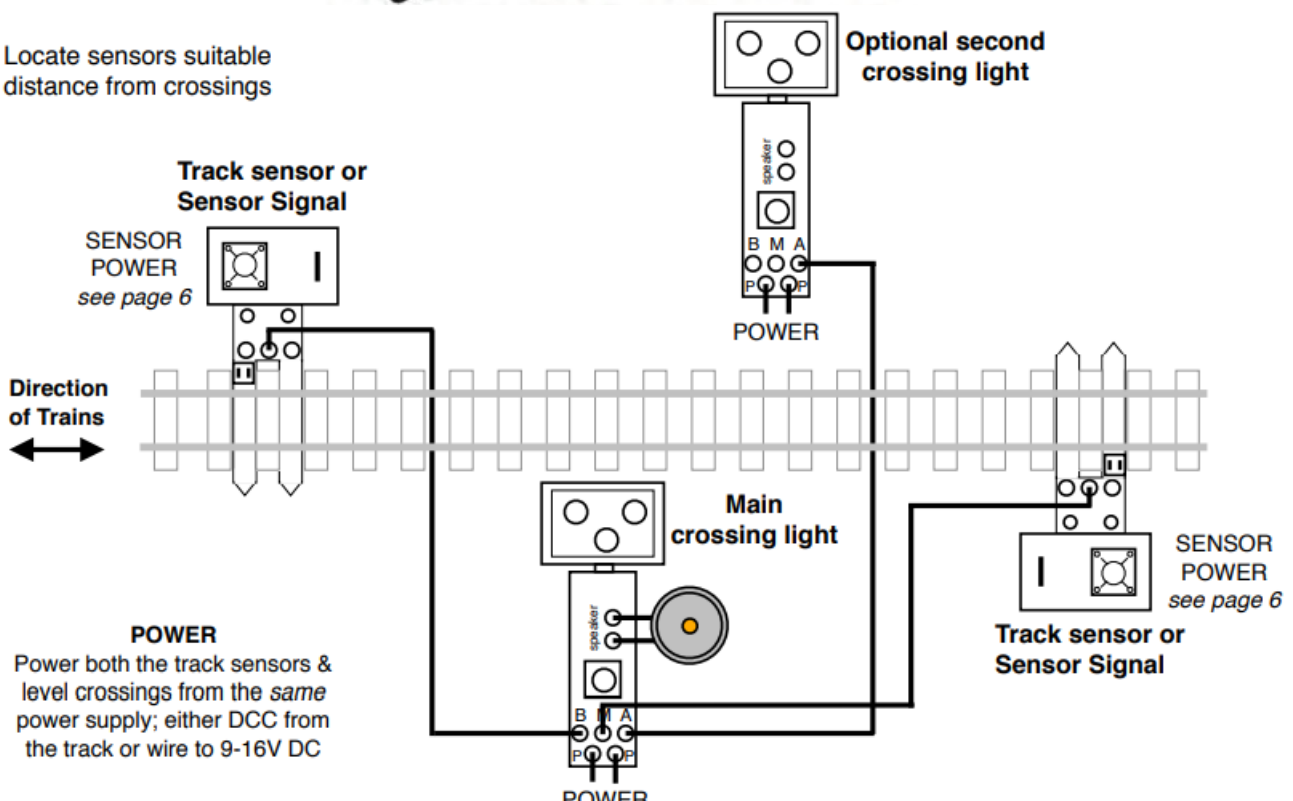 Locate sensors suitable
distance from crossings
Optional second
crossing light
Track sensor or
Sensor Signal
SENSOR
POWER
see page 6
speaker
B M A
P P
POWER
Direction
of Trains
Main
crossing light
speaker
B M A
P P
POWER
SENSOR
POWER
see page 6
Track sensor or
Sensor Signal
POWER
Power both the track sensors &
level crossings from the same
power supply; either DCC from
the track or wire to 9-16V DC